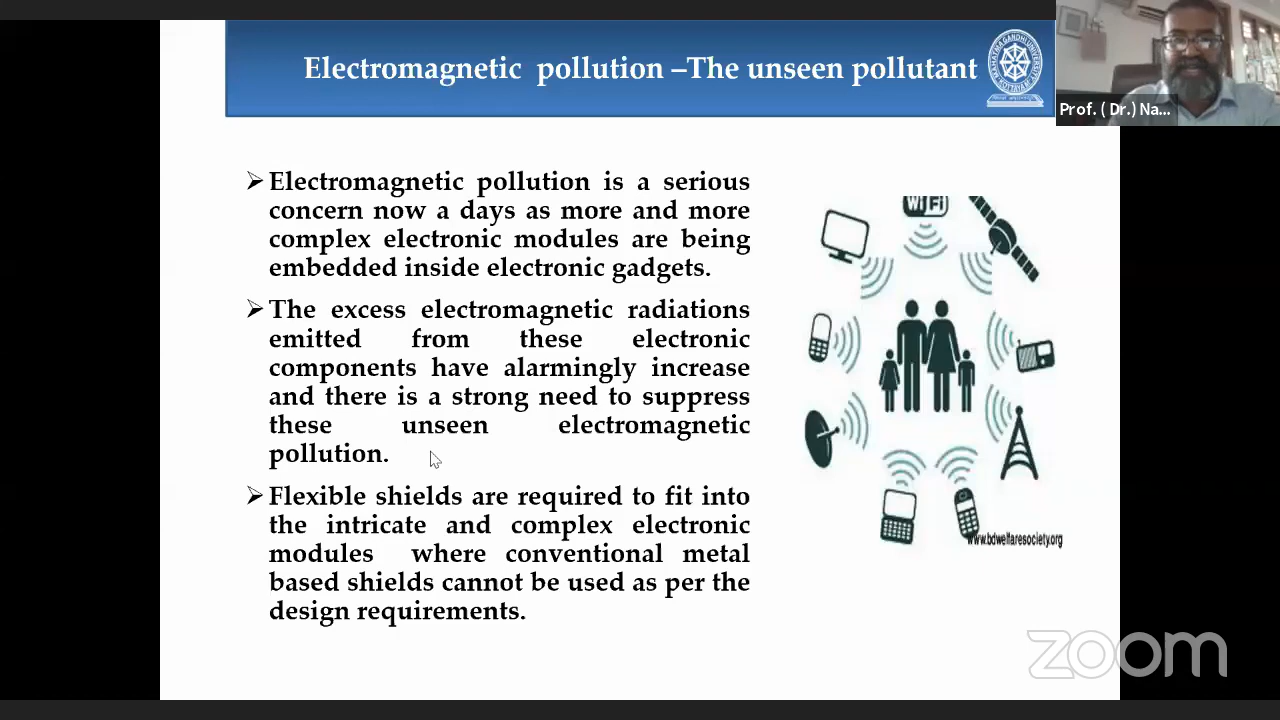 Electromagnetic pollution –The unseen pollutant
MAHATMA GANDHI UNIVERSITY
KOTTAYAM
Prof. ( Dr.) Na...
➢Electromagnetic pollution is a serious
concern now a days as more and more
complex electronic modules are being
embedded inside electronic gadgets.
➢The excess electromagnetic radiations
emitted from these electronic
components have alarmingly increase
and there is a strong need to suppress
these unseen electromagnetic
pollution.
➢Flexible shields are required to fit into
the intricate and complex electronic
modules where conventional metal
based shields cannot be used as per the
design requirements.
WiFi
www.bdwelfaresociety.org
zoom